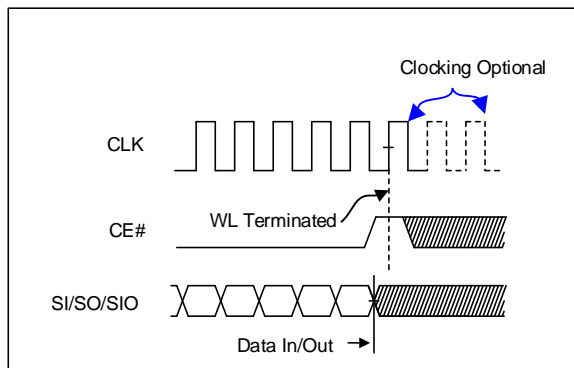 Clocking Optional
CLK
WL Terminated
CE#
SI/SO/SIO
Data In/Out